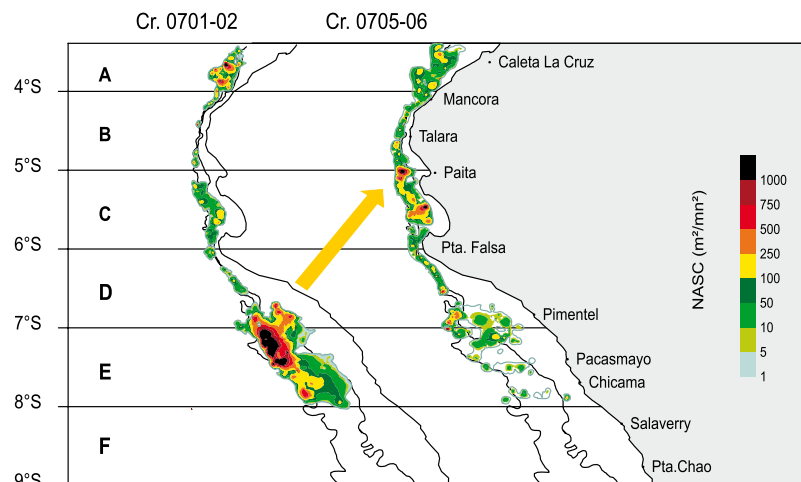 Cr. 0701-02 Cr. 0705-06
A
Caleta La Cruz
4°S
Mancora
B
Talara
5°S
Paita
C
6°S
Pta. Falsa
D
Pimentel
7°S
Pacasmayo
E
Chicama
8°S
Salaverry
F
Pta.Chao
9°S
NASC (m²/mn²)
1000
750
500
250
100
50
10
5
1